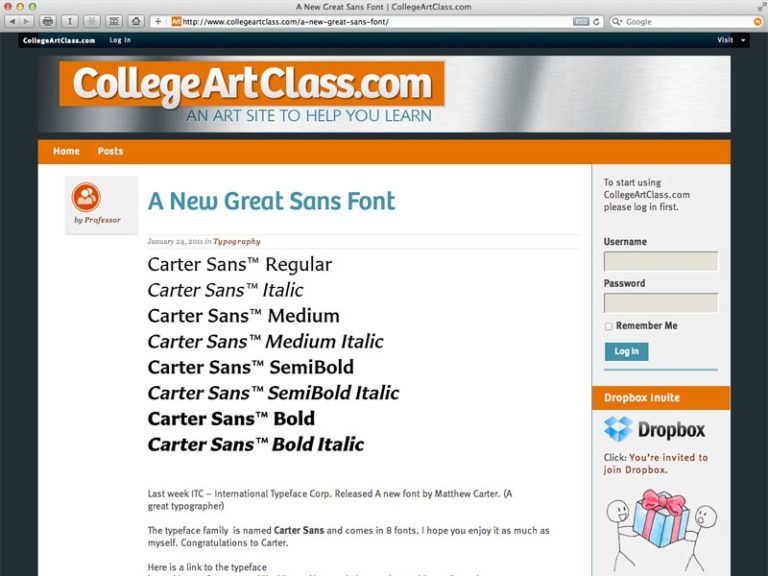 A New Great Sans Font | CollegeArtClass.com
http://www.collegeartclass.com/a-new-great-sans-font/
RSS
Google
CollegeArtClass.com Log In Visit
CollegeArtClass.com
AN ART SITE TO HELP YOU LEARN
Home Posts
by Professor
A New Great Sans Font
January 24, 2011 in Typography
Carter Sans™ Regular
Carter Sans™ Italic
Carter Sans™ Medium
Carter Sans™ Medium Italic
Carter Sans™ SemiBold
Carter Sans™ SemiBold Italic
Carter Sans™ Bold
Carter Sans™ Bold Italic
Last week ITC – International Typeface Corp. Released A new font by Matthew Carter. (A
great typographer)
The typeface family is named Carter Sans and comes in 8 fonts. I hope you enjoy it as much as
myself. Congratulations to Carter.
Here is a link to the typeface
To start using
CollegeArtClass.com
please log in first.
Username
Password
Remember Me
Log In
Dropbox Invite
Dropbox
Click: You're invited to
join Dropbox.